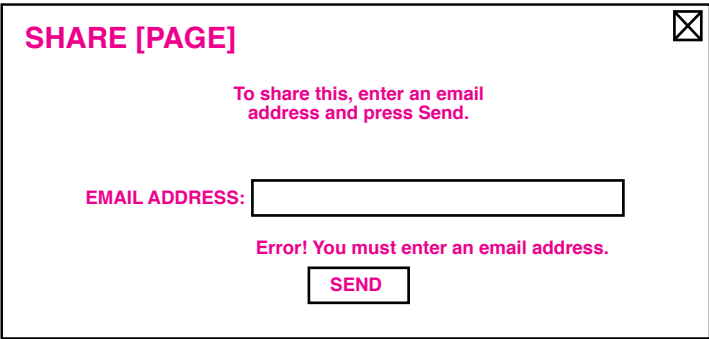 SHARE [PAGE]
To share this, enter an email
address and press Send.
EMAIL ADDRESS:
Error! You must enter an email address.
SEND